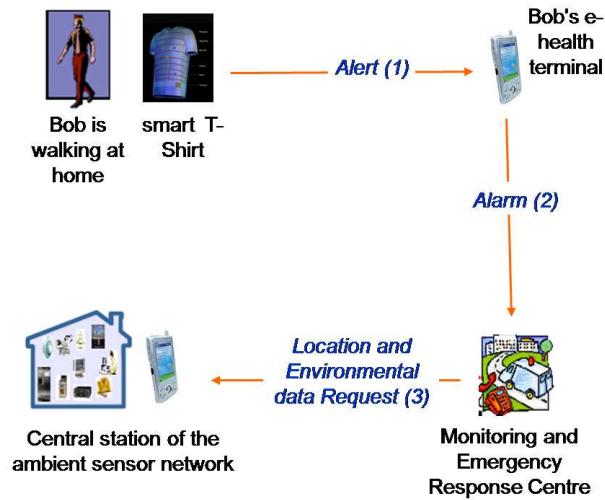 Bob's e-
health
terminal
Alert (1)
Bob is
walking at
home
smart T-
Shirt
Alarm (2)
Location and
Environmental
data Request (3)
Central station of the
ambient sensor network
Monitoring and
Emergency
Response Centre